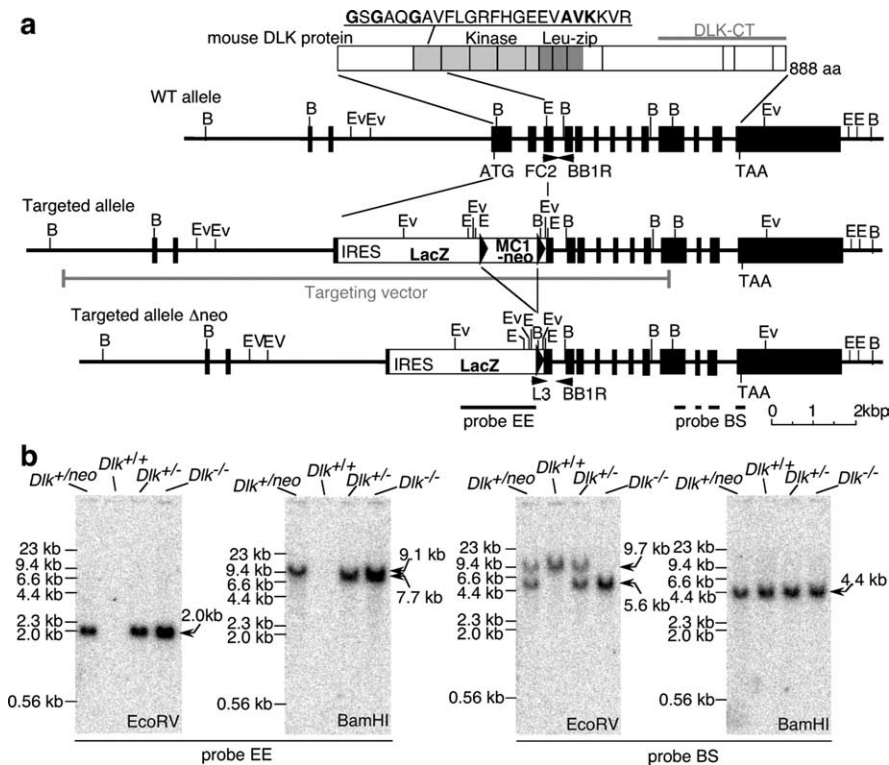 a
GSGAQGAVFLGRFHGEEVAVKKVR
mouse DLK protein
Kinase Leu-zip
DLK-CT
888 aa
WT allele
B B Ev Ev B E B B Ev EE B
ATG FC2 BB1R TAA
Targeted allele
B B EvEv Ev E E B Ev E B B Ev EE B
IRES LacZ MC1-neo
TAA
Targeting vector
Targeted allele Δneo
B B EV EV Ev E Ev E B Ev E B B Ev EE B
IRES LacZ
L3 BB1R TAA
probe EE probe BS 0 1 2kbp
b
Dlk+/neo Dlk+/+ Dlk+/- Dlk-/-
23 kb
9.4 kb
6.6 kb
4.4 kb
2.3 kb
2.0 kb
0.56 kb
2.0kb
EcoRV
Dlk+/neo Dlk+/+ Dlk+/- Dlk-/-
23 kb
9.4 kb
6.6 kb
4.4 kb
2.3 kb
2.0 kb
0.56 kb
9.1 kb
7.7 kb
BamHI
probe EE
Dlk+/neo Dlk+/+ Dlk+/- Dlk-/-
23 kb
9.4 kb
6.6 kb
4.4 kb
2.3 kb
2.0 kb
0.56 kb
9.7 kb
5.6 kb
EcoRV
Dlk+/neo Dlk+/+ Dlk+/- Dlk-/-
23 kb
9.4 kb
6.6 kb
4.4 kb
2.3 kb
2.0 kb
0.56 kb
4.4 kb
BamHI
probe BS